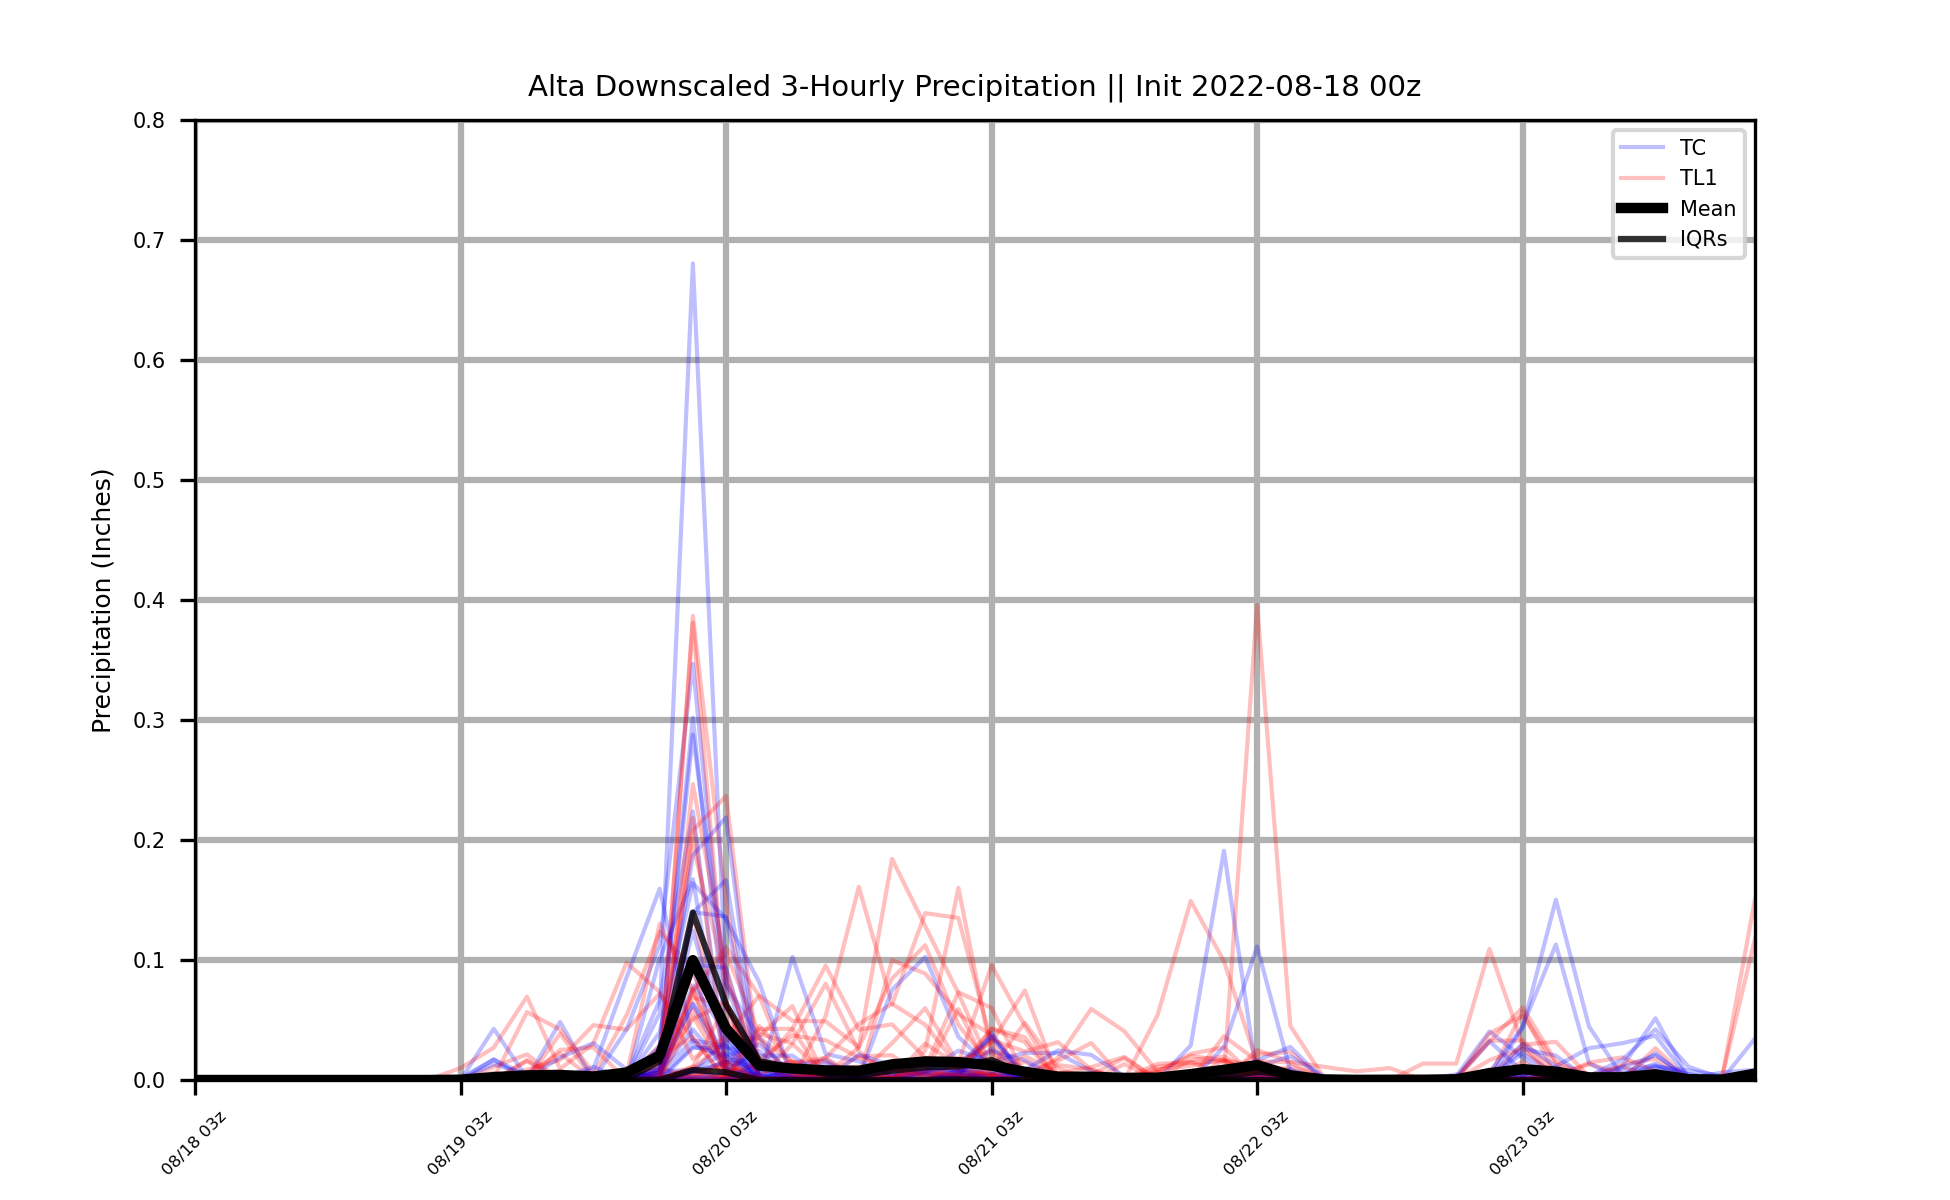 Alta Downscaled 3-Hourly Precipitation || Init 2022-08-18 00z
0.8
0.7
0.6
0.5
0.4
0.3
0.2
0.1
0.0
Precipitation (Inches)
TC
TL1
Mean
IQRs
08/18 03z
08/19 03z
08/20 03z
08/21 03z
08/22 03z
08/23 03z